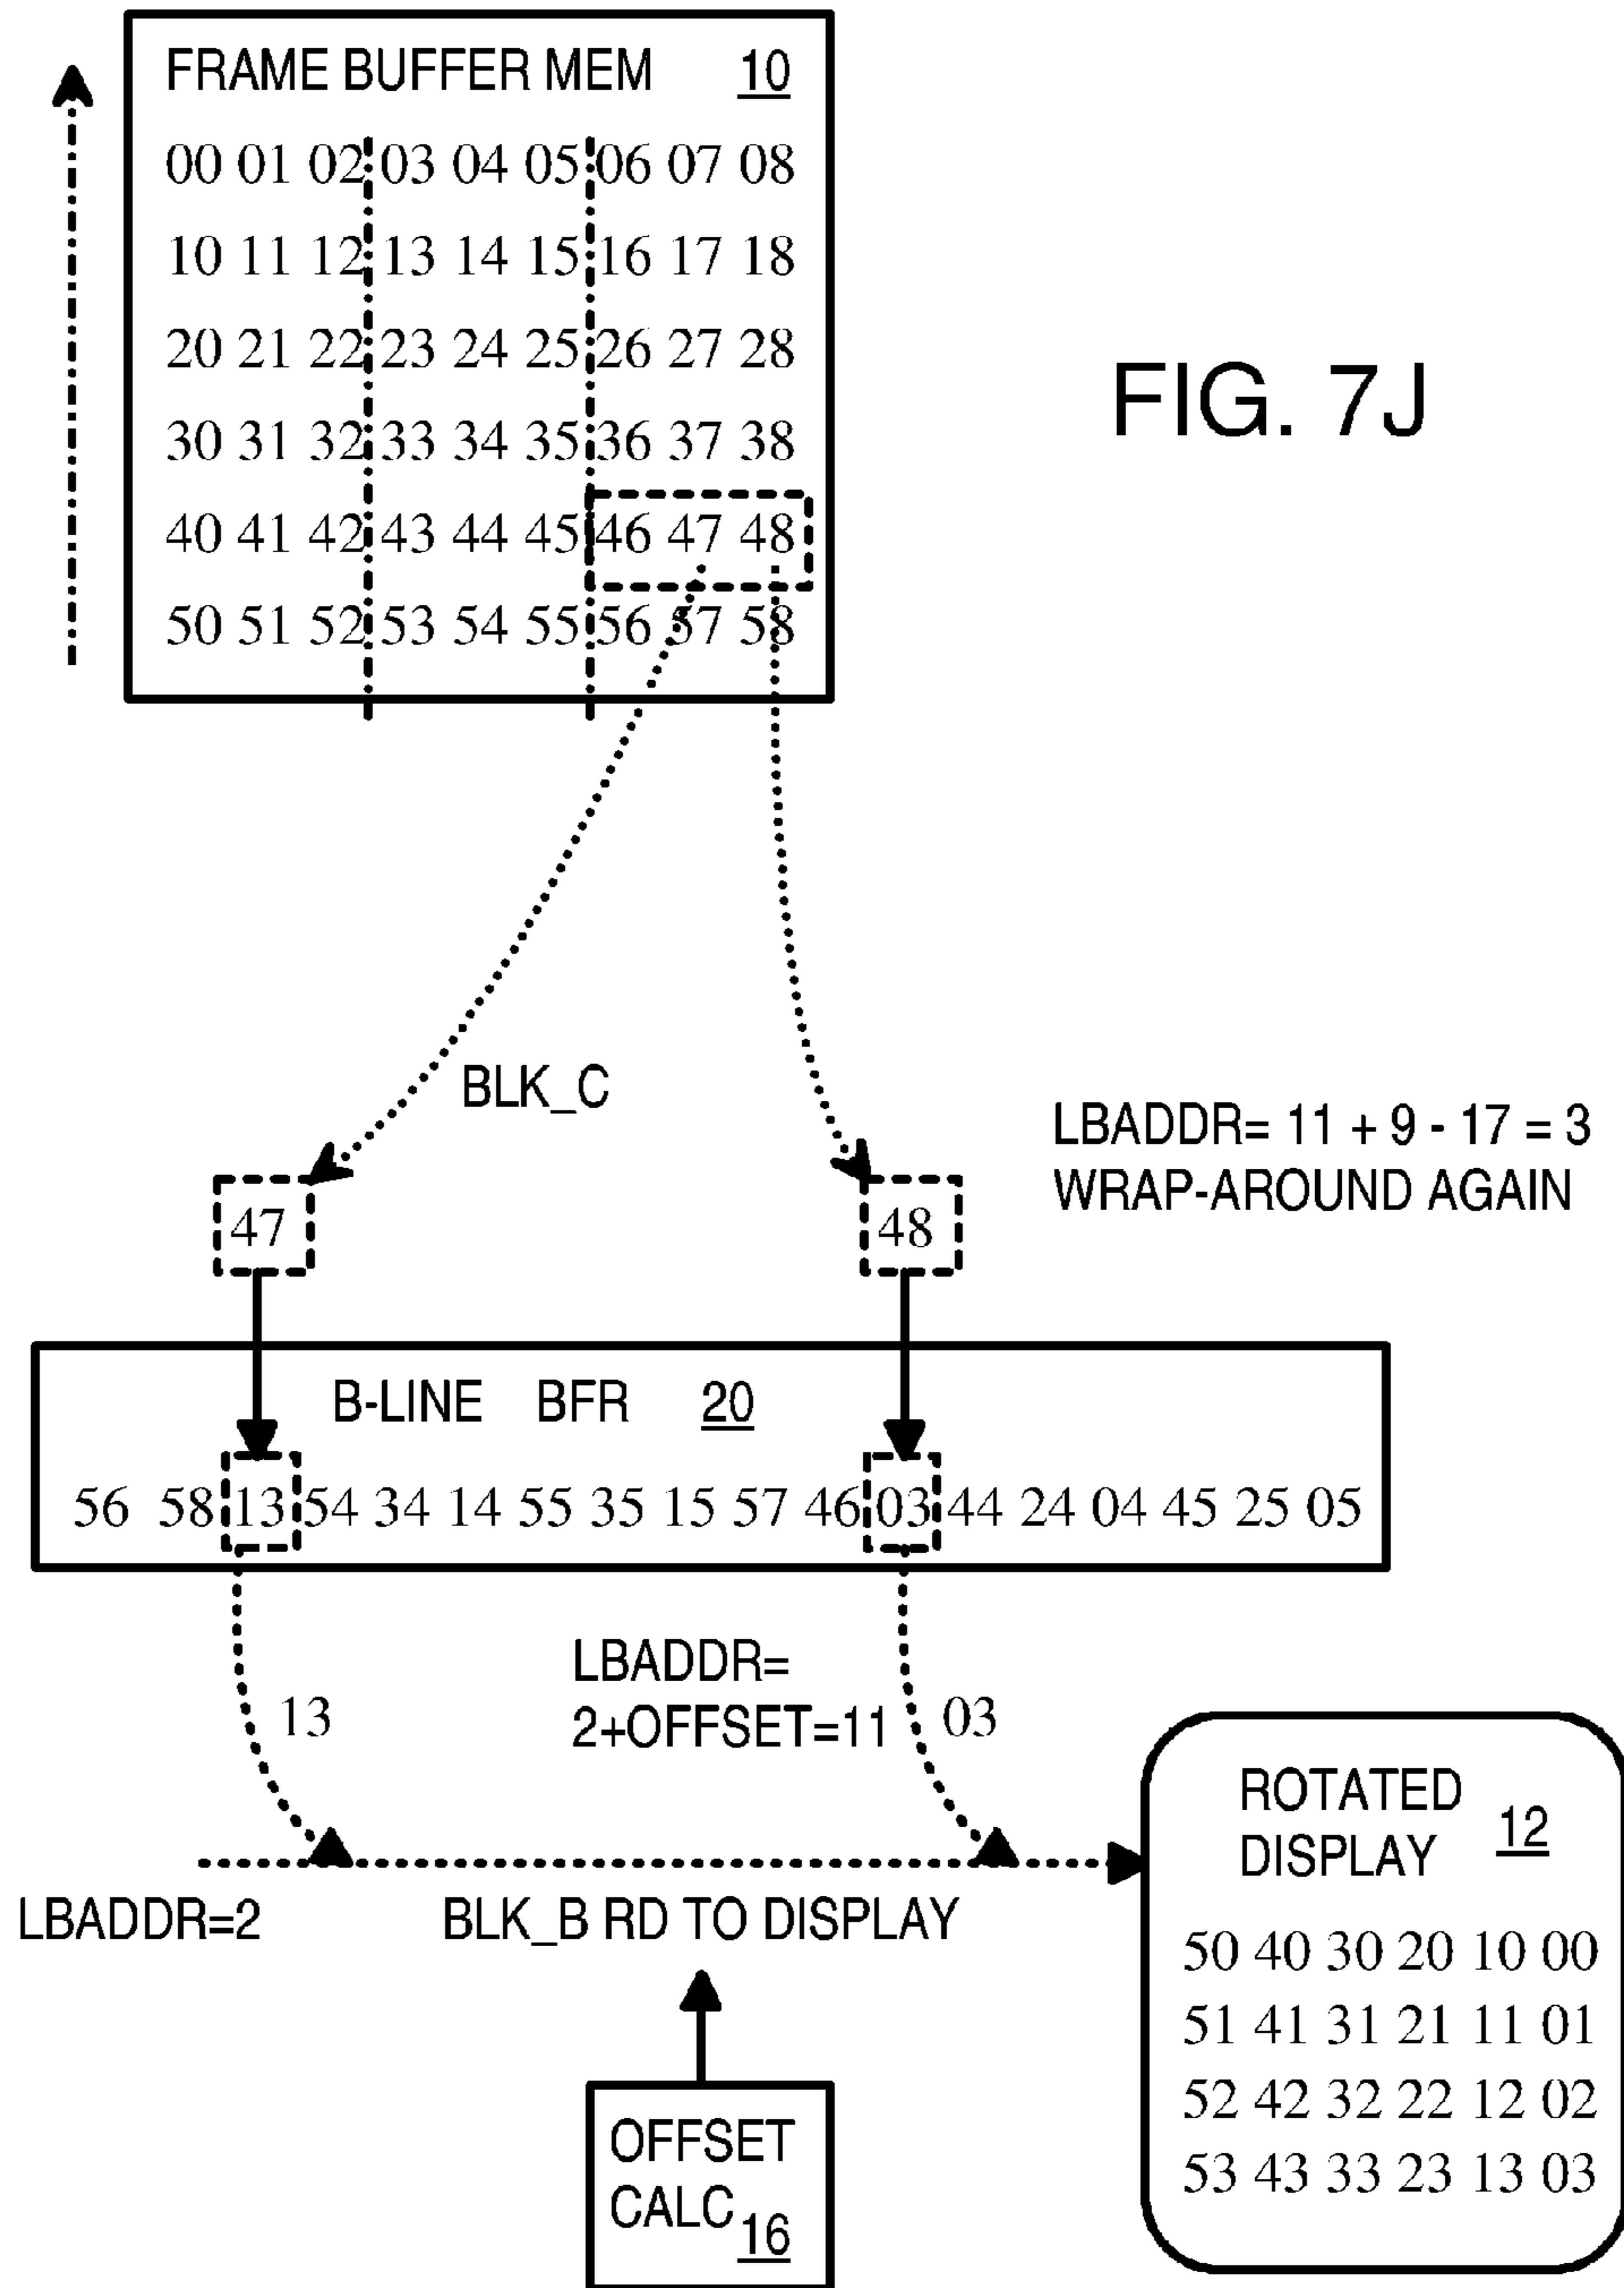 FRAME BUFFER MEM 10
00 01 02 03 04 05 06 07 08
10 11 12 13 14 15 16 17 18
20 21 22 23 24 25 26 27 28
30 31 32 33 34 35 36 37 38
40 41 42 43 44 45 46 47 48
50 51 52 53 54 55 56 57 58
FIG. 7J
BLK_C
LBADDR= 11 + 9 - 17 = 3
WRAP-AROUND AGAIN
47
48
B-LINE BFR 20
56 58 13 54 34 14 55 35 15 57 46 03 44 24 04 45 25 05
LBADDR=
2+OFFSET=11
13
03
LBADDR=2
BLK_B RD TO DISPLAY
OFFSET
CALC 16
ROTATED
DISPLAY 12
50 40 30 20 10 00
51 41 31 21 11 01
52 42 32 22 12 02
53 43 33 23 13 03